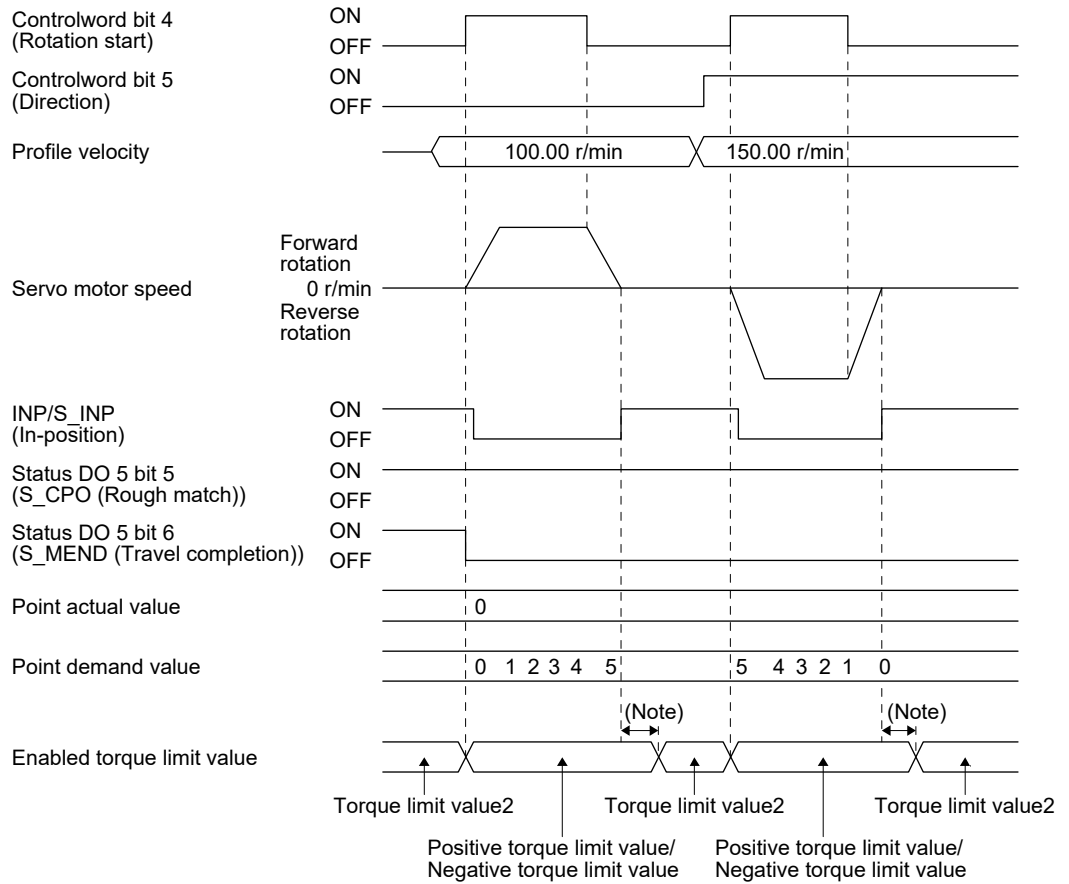 Controlword bit 4
(Rotation start)
ON
OFF
Controlword bit 5
(Direction)
ON
OFF
Profile velocity
100.00 r/min
150.00 r/min
Servo motor speed
Forward
rotation
0 r/min
Reverse
rotation
INP/S_INP
(In-position)
ON
OFF
Status DO 5 bit 5
(S_CPO (Rough match))
ON
OFF
Status DO 5 bit 6
(S_MEND (Travel completion))
ON
OFF
Point actual value
0
Point demand value
0 1 2 3 4 5
5 4 3 2 1 0
(Note)
(Note)
Enabled torque limit value
Torque limit value2
Torque limit value2
Torque limit value2
Positive torque limit value/
Negative torque limit value
Positive torque limit value/
Negative torque limit value